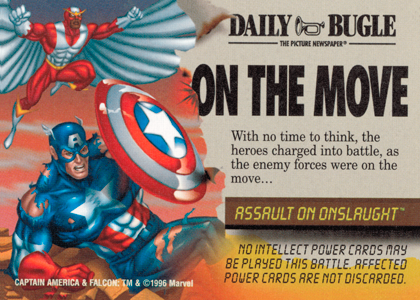 DAILY BUGLE
THE PICTURE NEWSPAPER®
ON THE MOVE
With no time to think, the
heroes charged into battle, as
the enemy forces were on the
move...
ASSAULT ON ONSLAUGHT™
NO INTELLECT POWER CARDS MAY
BE PLAYED THIS BATTLE. AFFECTED
POWER CARDS ARE NOT DISCARDED.
CAPTAIN AMERICA & FALCON: TM & ©1996 Marvel